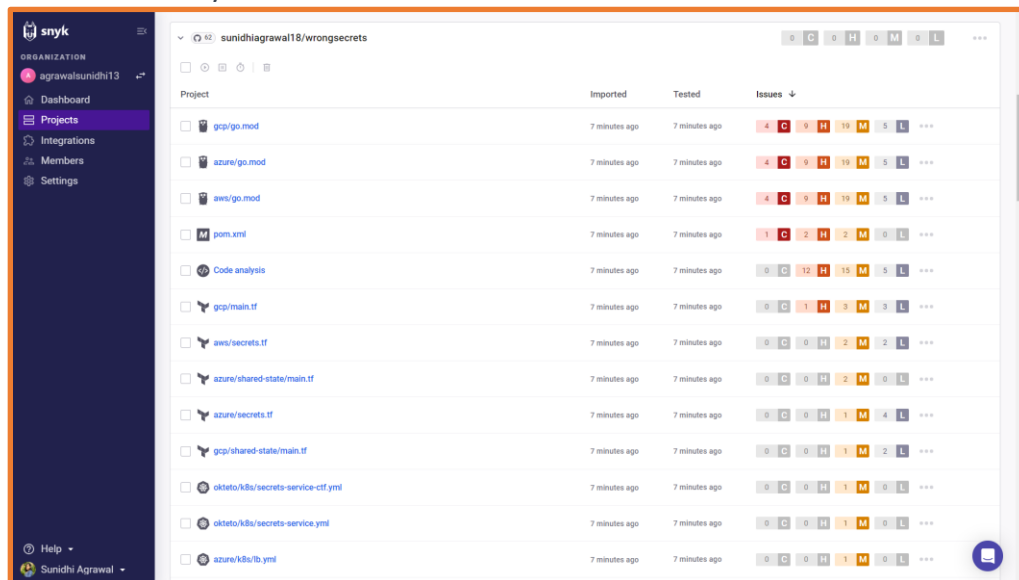 snyk
ORGANIZATION
A agrawalsunidhi13
Dashboard
Projects
Integrations
Members
Settings
Help
Sunidhi Agrawal
62 sunidhiagrawal18/wrongsecrets 0 C 0 H 0 M 0 L
Project Imported Tested Issues
gcp/go.mod 7 minutes ago 7 minutes ago 4 C 9 H 19 M 5 L
azure/go.mod 7 minutes ago 7 minutes ago 4 C 9 H 19 M 5 L
aws/go.mod 7 minutes ago 7 minutes ago 4 C 9 H 19 M 5 L
M pom.xml 7 minutes ago 7 minutes ago 1 C 2 H 2 M 0 L
Code analysis 7 minutes ago 7 minutes ago 0 C 12 H 15 M 5 L
gcp/main.tf 7 minutes ago 7 minutes ago 0 C 1 H 3 M 3 L
aws/secrets.tf 7 minutes ago 7 minutes ago 0 C 0 H 2 M 2 L
azure/shared-state/main.tf 7 minutes ago 7 minutes ago 0 C 0 H 2 M 0 L
azure/secrets.tf 7 minutes ago 7 minutes ago 0 C 0 H 1 M 4 L
gcp/shared-state/main.tf 7 minutes ago 7 minutes ago 0 C 0 H 1 M 2 L
okteto/k8s/secrets-service-ctf.yml 7 minutes ago 7 minutes ago 0 C 0 H 1 M 0 L
okteto/k8s/secrets-service.yml 7 minutes ago 7 minutes ago 0 C 0 H 1 M 0 L
azure/k8s/lb.yml 7 minutes ago 7 minutes ago 0 C 0 H 1 M 0 L